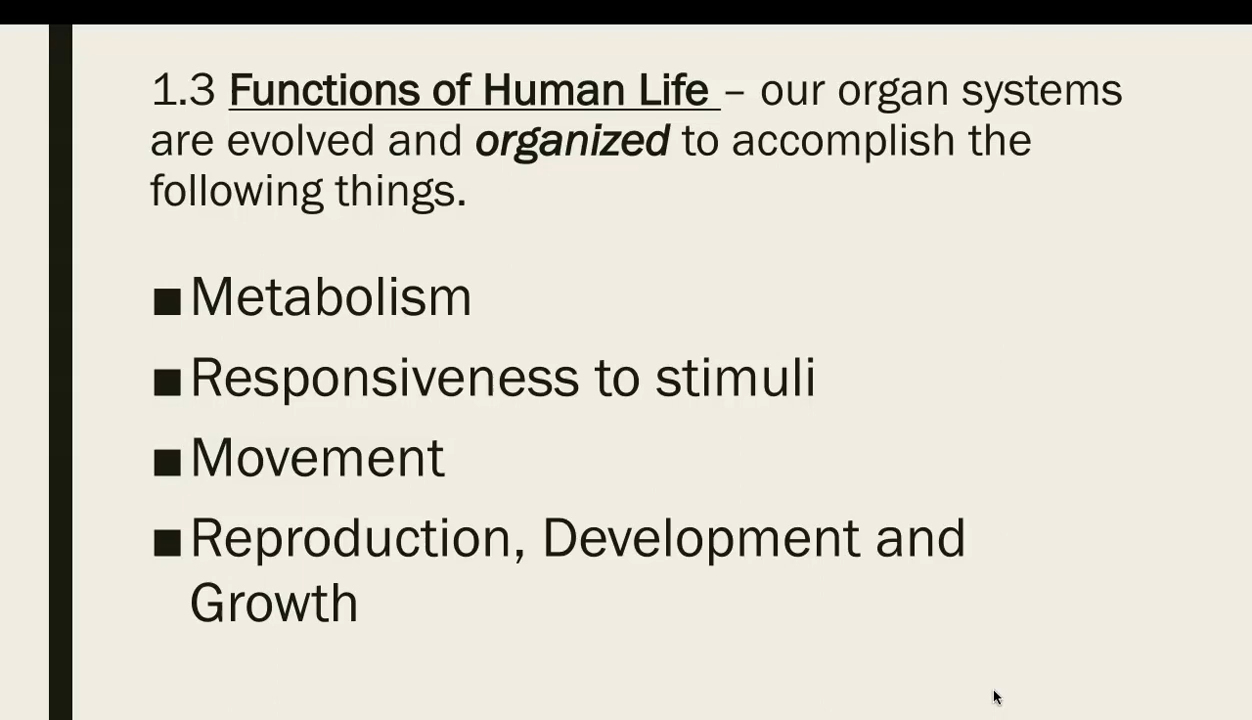 1.3 Functions of Human Life – our organ systems
are evolved and organized to accomplish the
following things.
■ Metabolism
■ Responsiveness to stimuli
■ Movement
■ Reproduction, Development and
Growth